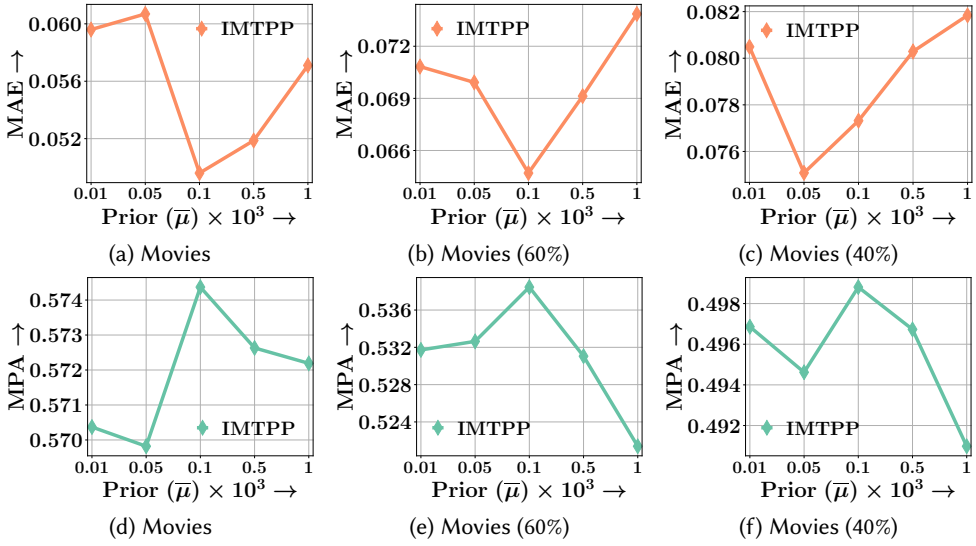 0.060
0.056
0.052
MAE →
IMTPP
0.01 0.05 0.1 0.5 1
Prior (μ̅) × 10³ →
(a) Movies
0.072
0.069
0.066
MAE →
IMTPP
0.01 0.05 0.1 0.5 1
Prior (μ̅) × 10³ →
(b) Movies (60%)
0.082
0.080
0.078
0.076
MAE →
IMTPP
0.01 0.05 0.1 0.5 1
Prior (μ̅) × 10³ →
(c) Movies (40%)
0.574
0.573
0.572
0.571
0.570
MPA →
IMTPP
0.01 0.05 0.1 0.5 1
Prior (μ̅) × 10³ →
(d) Movies
0.536
0.532
0.528
0.524
MPA →
IMTPP
0.01 0.05 0.1 0.5 1
Prior (μ̅) × 10³ →
(e) Movies (60%)
0.498
0.496
0.494
0.492
MPA →
IMTPP
0.01 0.05 0.1 0.5 1
Prior (μ̅) × 10³ →
(f) Movies (40%)